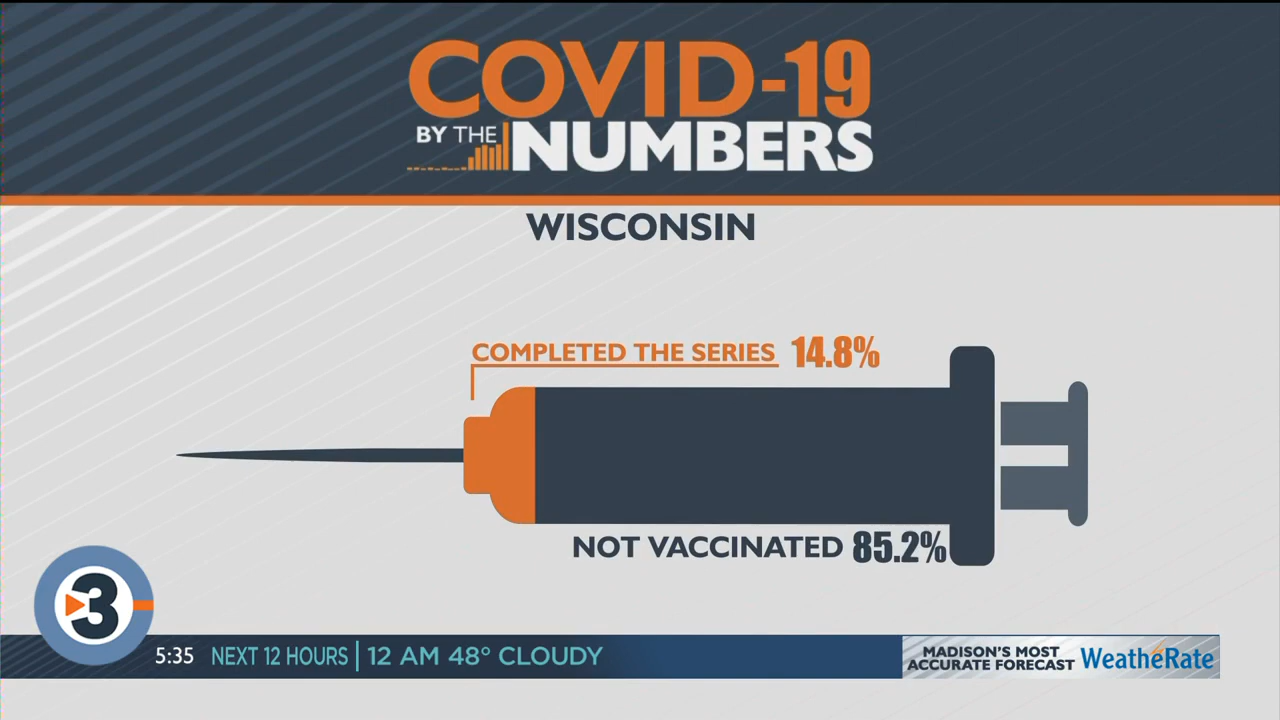 COVID-19
BY THE NUMBERS
WISCONSIN
COMPLETED THE SERIES 14.8%
NOT VACCINATED 85.2%
3
5:35 NEXT 12 HOURS | 12 AM 48° CLOUDY
MADISON'S MOST
ACCURATE FORECAST WeatheRate